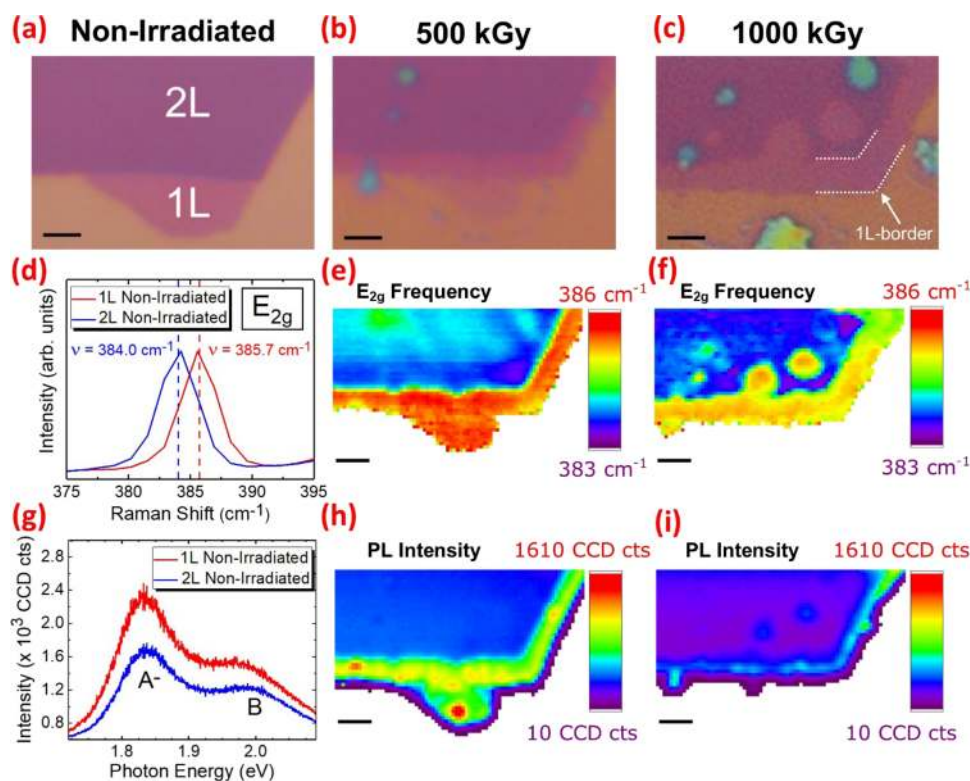 (a) Non-Irradiated
(b) 500 kGy
(c) 1000 kGy
2L
1L
1L-border
(d)
1L Non-Irradiated
2L Non-Irradiated
E2g
ν = 384.0 cm-1
ν = 385.7 cm-1
Intensity (arb. units)
375 380 385 390 395
Raman Shift (cm-1)
(e)
E2g Frequency
386 cm-1
383 cm-1
(f)
E2g Frequency
386 cm-1
383 cm-1
(g)
1L Non-Irradiated
2L Non-Irradiated
Intensity (x 10³ CCD cts)
2.8
2.4
2.0
1.6
1.2
0.8
A-
B
1.8 1.9 2.0
Photon Energy (eV)
(h)
PL Intensity
1610 CCD cts
10 CCD cts
(i)
PL Intensity
1610 CCD cts
10 CCD cts